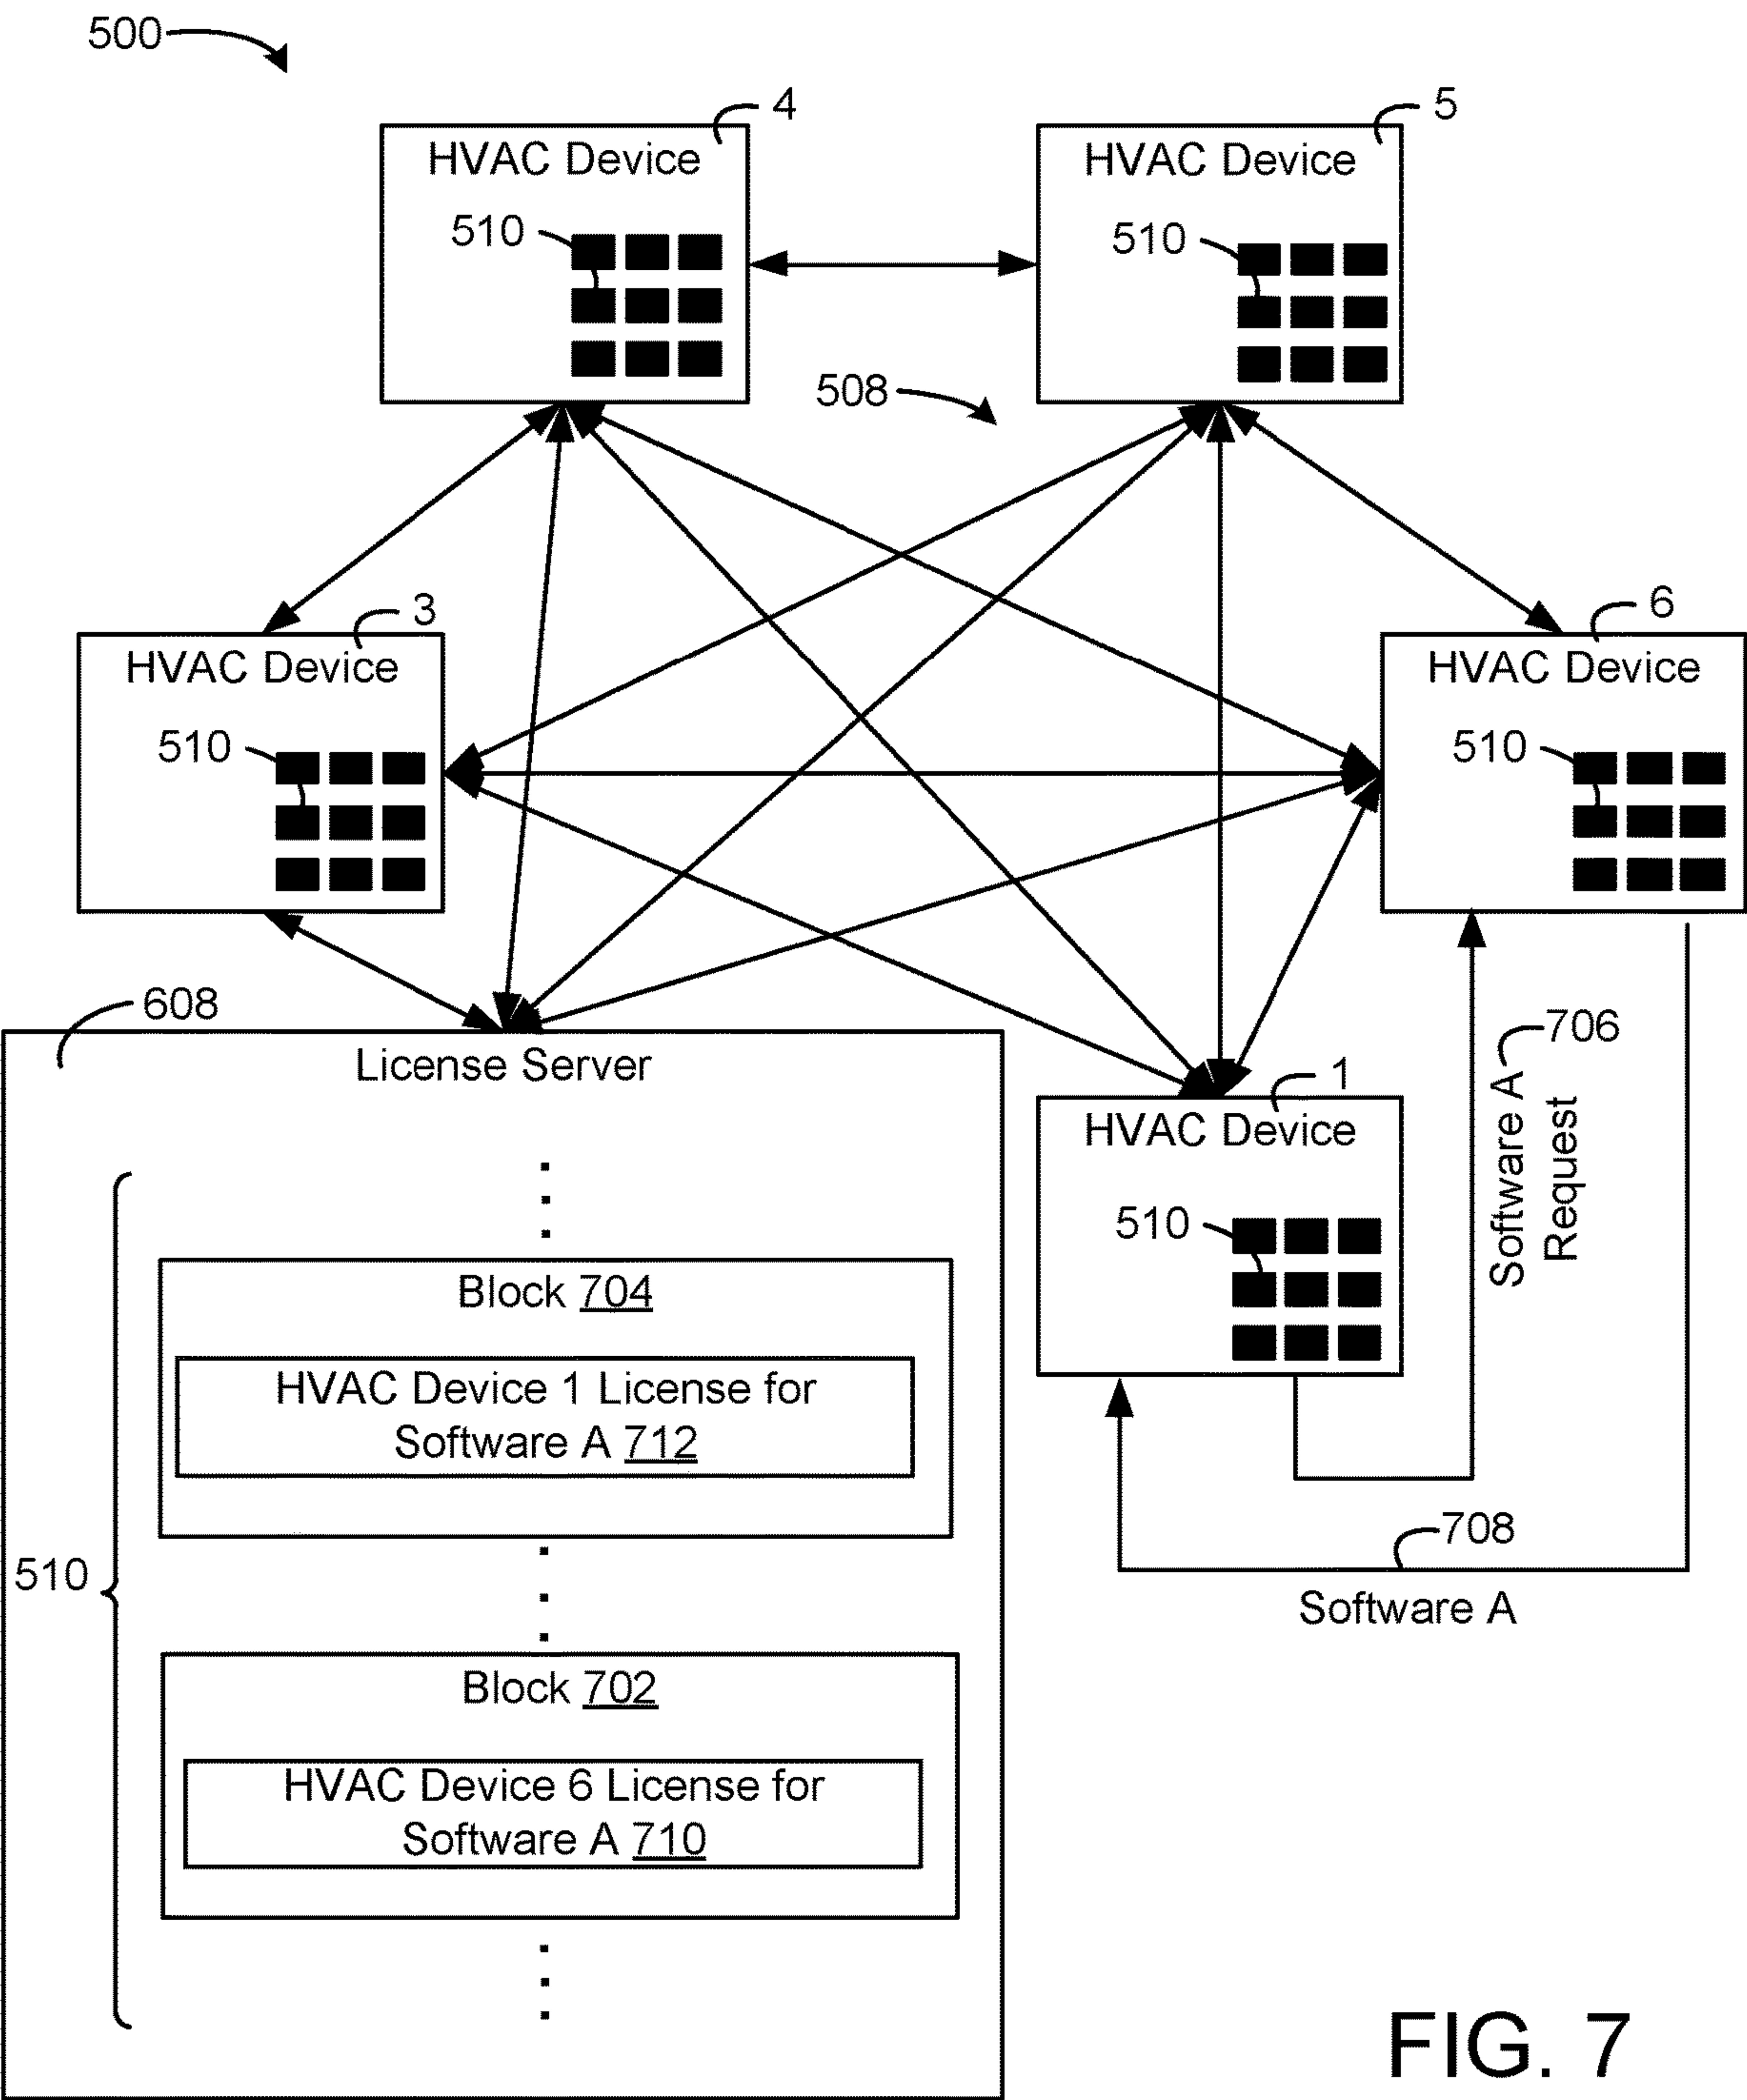 500
4
5
HVAC Device
HVAC Device
510
510
508
3
6
HVAC Device
HVAC Device
510
510
608
License Server
706
Software A
Request
1
HVAC Device
510
Block 704
HVAC Device 1 License for
Software A 712
510
708
Software A
Block 702
HVAC Device 6 License for
Software A 710
FIG. 7